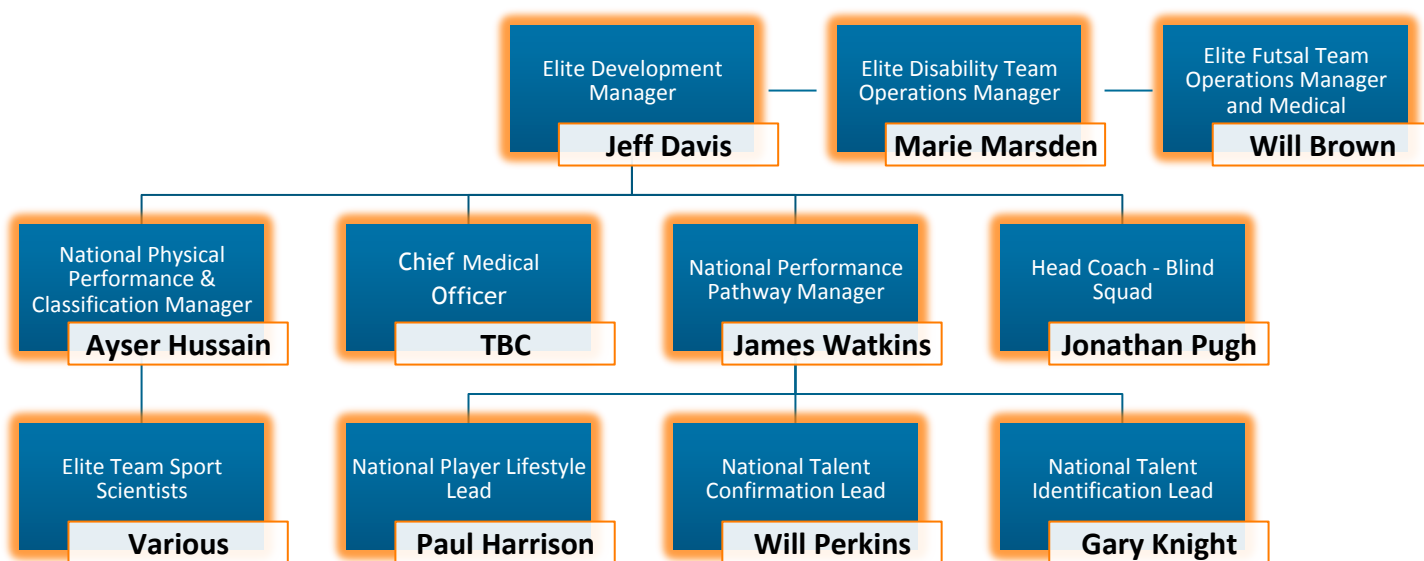 Elite Development
Manager
Jeff Davis
Elite Disability Team
Operations Manager
Marie Marsden
Elite Futsal Team
Operations Manager
and Medical
Will Brown
National Physical
Performance &
Classification Manager
Ayser Hussain
Chief Medical
Officer
TBC
National Performance
Pathway Manager
James Watkins
Head Coach - Blind
Squad
Jonathan Pugh
Elite Team Sport
Scientists
Various
National Player Lifestyle
Lead
Paul Harrison
National Talent
Confirmation Lead
Will Perkins
National Talent
Identification Lead
Gary Knight